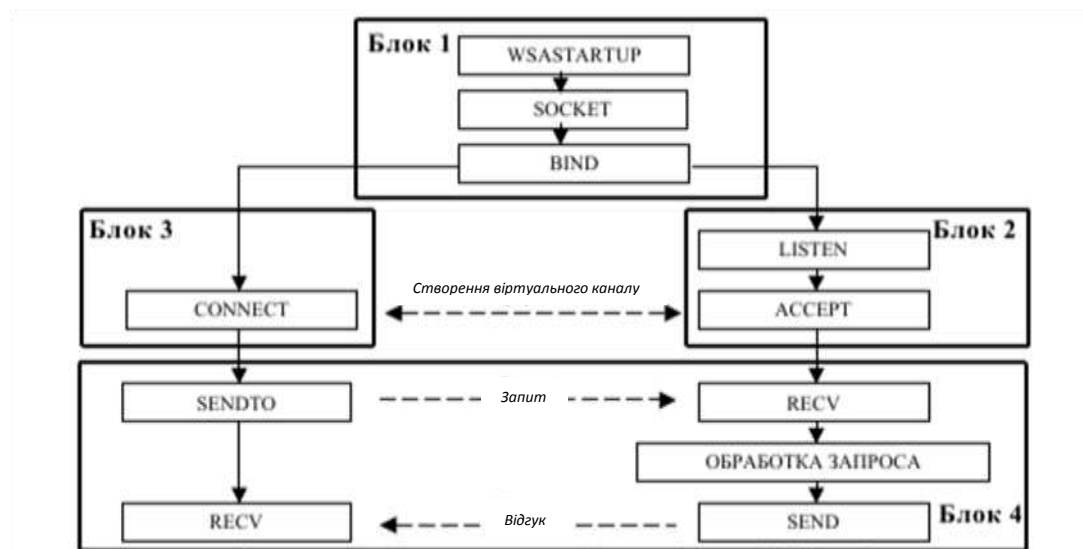 Блок 1
WSASTARTUP
SOCKET
BIND
Блок 3
Блок 2
LISTEN
Створення віртуального каналу
CONNECT
ACCEPT
SENDTO
Запит
RECV
ОБРАБОТКА ЗАПРОСА
RECV
Відгук
SEND
Блок 4